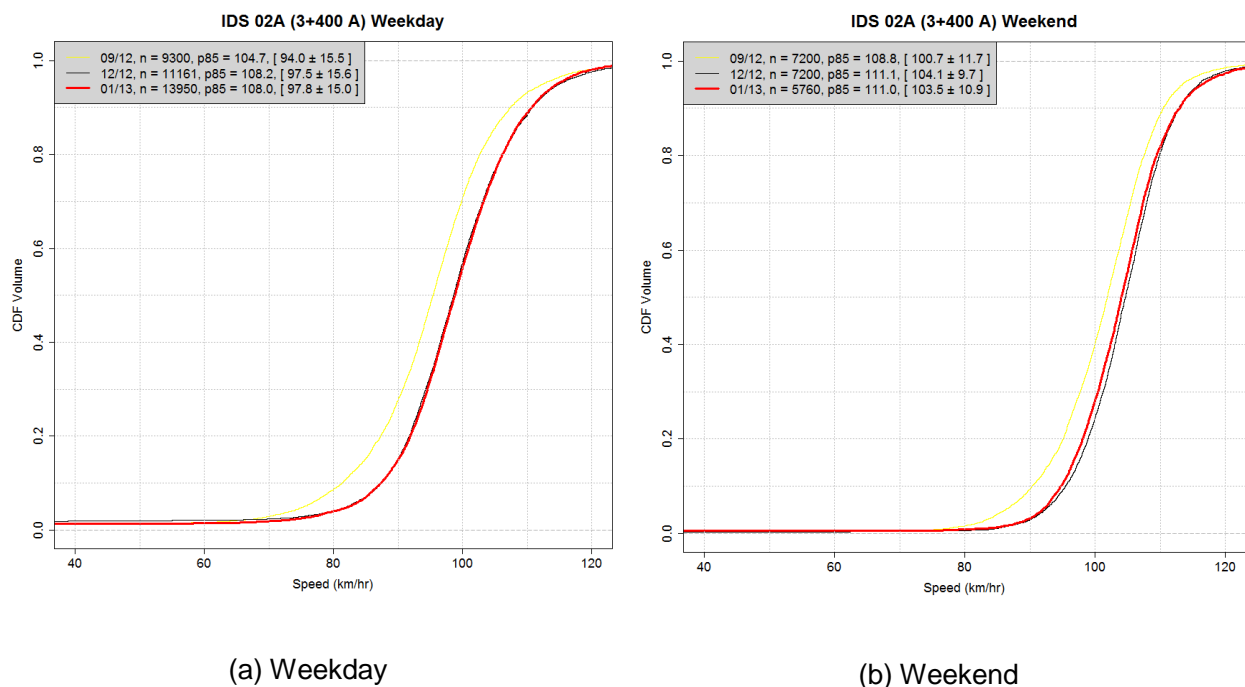 IDS 02A (3+400 A) Weekday
09/12, n = 9300, p85 = 104.7, [ 94.0 ± 15.5 ]
12/12, n = 11161, p85 = 108.2, [ 97.5 ± 15.6 ]
01/13, n = 13950, p85 = 108.0, [ 97.8 ± 15.0 ]
1.0
0.8
0.6
0.4
0.2
0.0
CDF Volume
40 60 80 100 120
Speed (km/hr)
(a) Weekday
IDS 02A (3+400 A) Weekend
09/12, n = 7200, p85 = 108.8, [ 100.7 ± 11.7 ]
12/12, n = 7200, p85 = 111.1, [ 104.1 ± 9.7 ]
01/13, n = 5760, p85 = 111.0, [ 103.5 ± 10.9 ]
1.0
0.8
0.6
0.4
0.2
0.0
CDF Volume
40 60 80 100 120
Speed (km/hr)
(b) Weekend